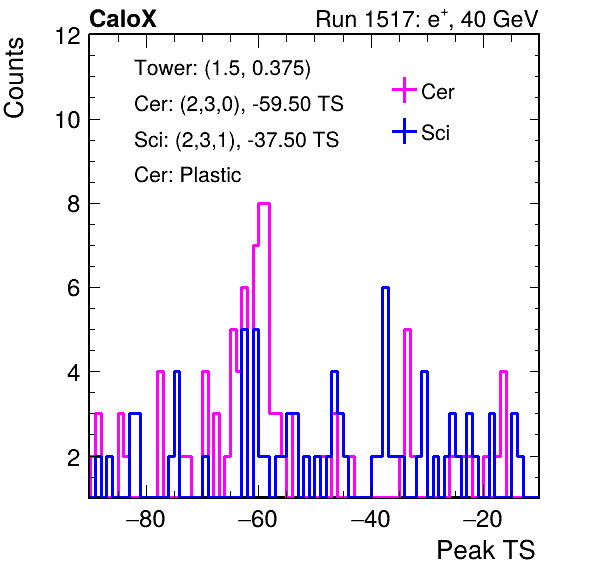 CaloX Run 1517: e⁺, 40 GeV
Counts
12
10
8
6
4
2
Tower: (1.5, 0.375)
Cer: (2,3,0), -59.50 TS
Sci: (2,3,1), -37.50 TS
Cer: Plastic
Cer
Sci
−80 −60 −40 −20
Peak TS